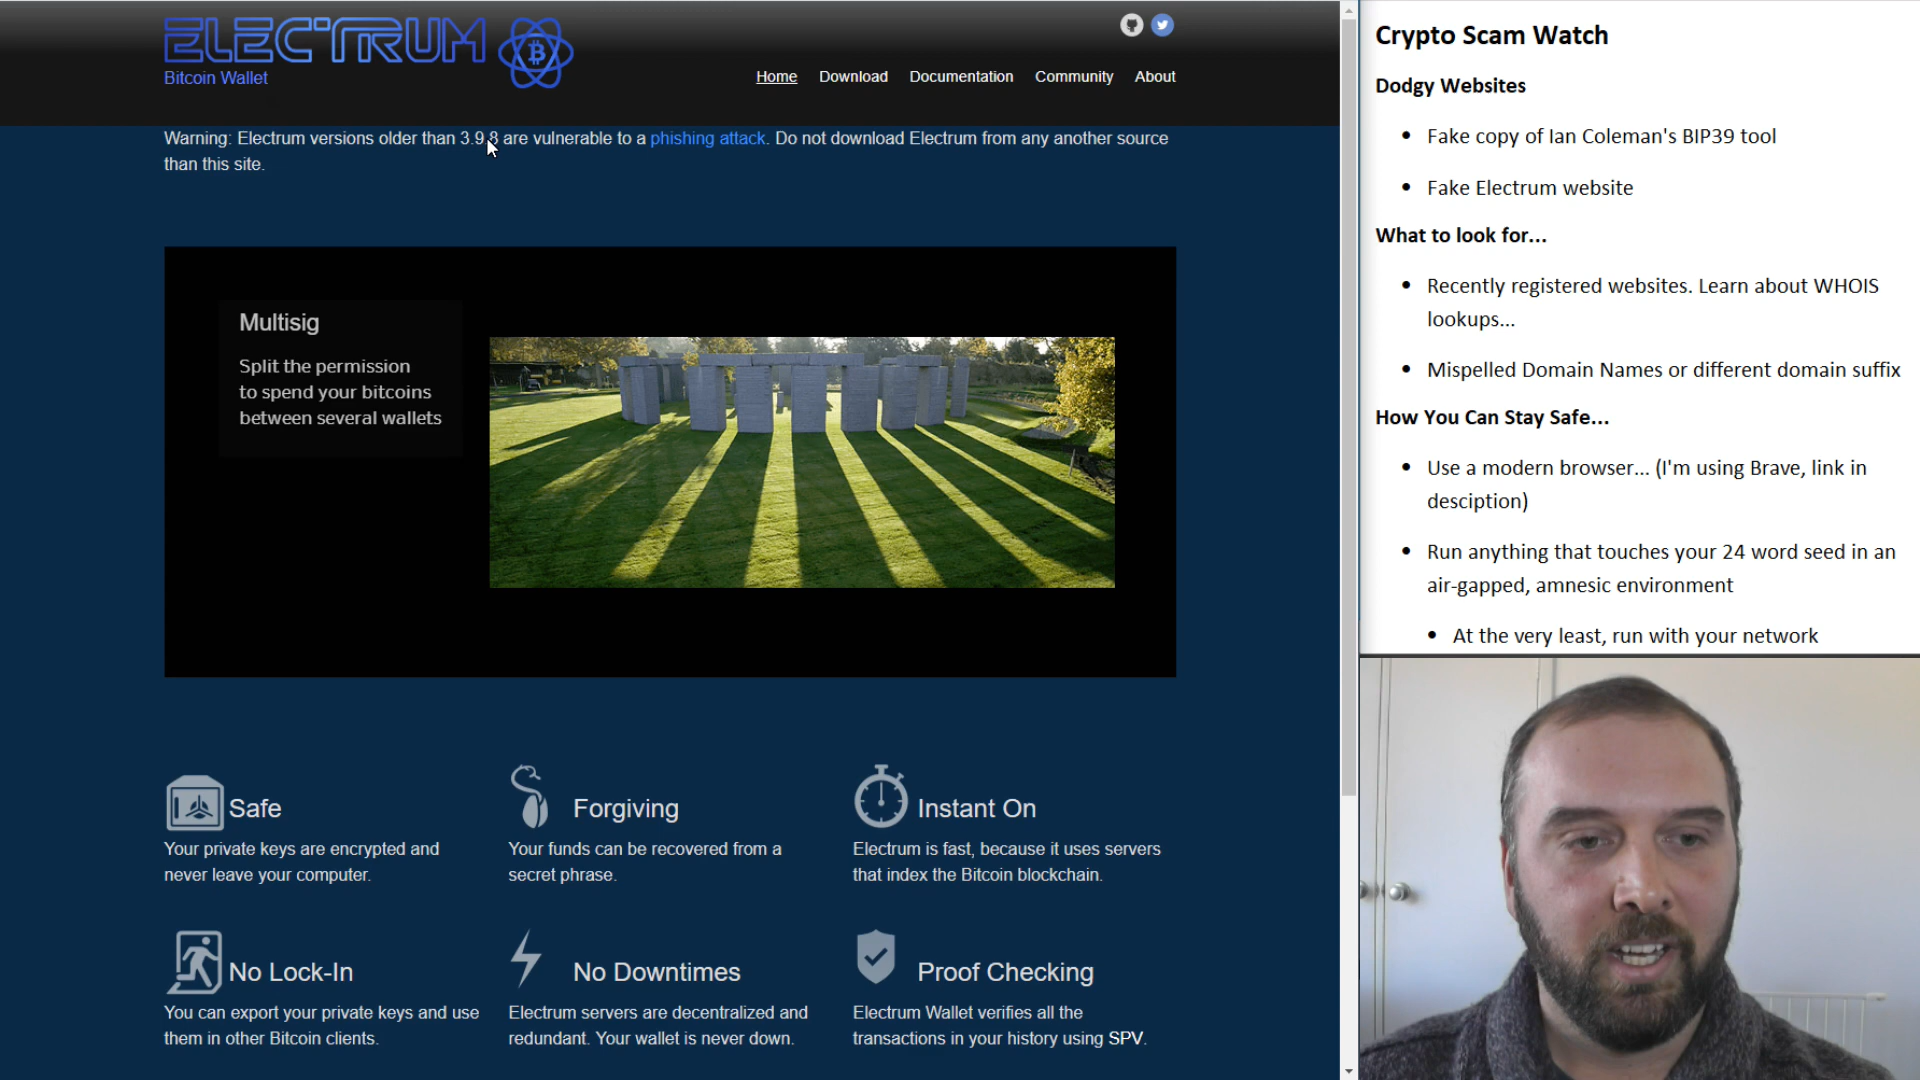 ELECTRUM
Bitcoin Wallet
Home Download Documentation Community About
Warning: Electrum versions older than 3.9.8 are vulnerable to a phishing attack. Do not download Electrum from any another source
than this site.
Multisig
Split the permission
to spend your bitcoins
between several wallets
Safe
Your private keys are encrypted and
never leave your computer.
Forgiving
Your funds can be recovered from a
secret phrase.
Instant On
Electrum is fast, because it uses servers
that index the Bitcoin blockchain.
No Lock-In
You can export your private keys and use
them in other Bitcoin clients.
No Downtimes
Electrum servers are decentralized and
redundant. Your wallet is never down.
Proof Checking
Electrum Wallet verifies all the
transactions in your history using SPV.
Crypto Scam Watch
Dodgy Websites
• Fake copy of Ian Coleman's BIP39 tool
• Fake Electrum website
What to look for...
• Recently registered websites. Learn about WHOIS
lookups...
• Mispelled Domain Names or different domain suffix
How You Can Stay Safe...
• Use a modern browser... (I'm using Brave, link in
desciption)
• Run anything that touches your 24 word seed in an
air-gapped, amnesic environment
• At the very least, run with your network